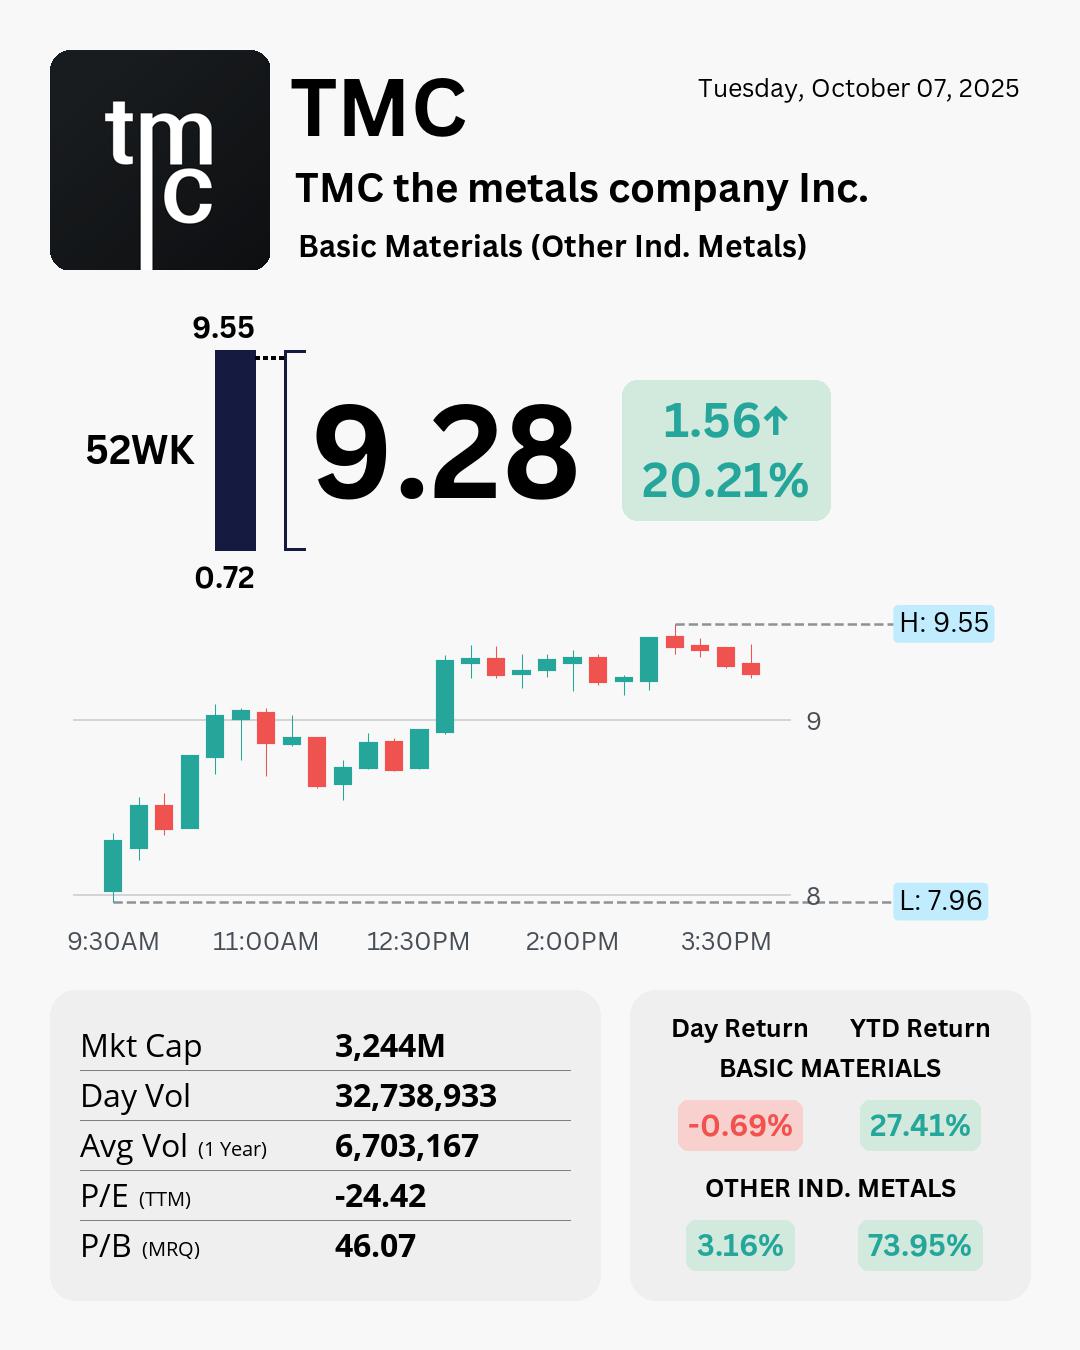 tm
c
TMC
Tuesday, October 07, 2025
TMC the metals company Inc.
Basic Materials (Other Ind. Metals)
9.55
52WK
0.72
9.28
1.56↑
20.21%
H: 9.55
9
8
L: 7.96
9:30AM 11:00AM 12:30PM 2:00PM 3:30PM
Mkt Cap 3,244M
Day Vol 32,738,933
Avg Vol (1 Year) 6,703,167
P/E (TTM) -24.42
P/B (MRQ) 46.07
Day Return YTD Return
BASIC MATERIALS
-0.69% 27.41%
OTHER IND. METALS
3.16% 73.95%